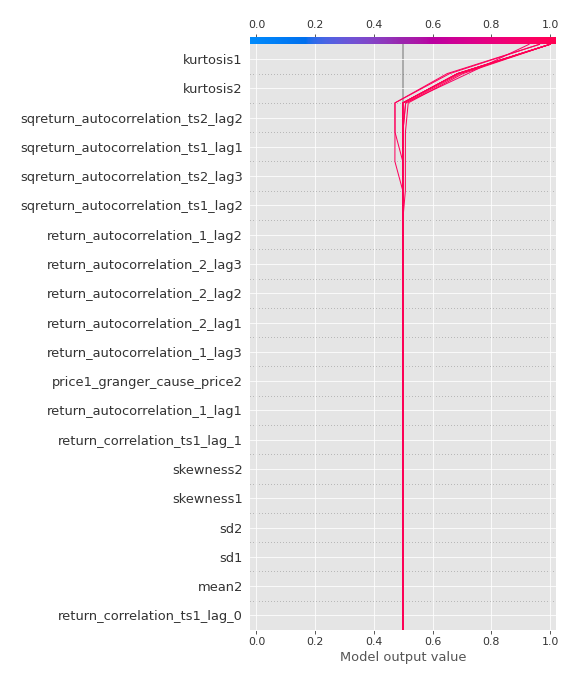 0.0 0.2 0.4 0.6 0.8 1.0
kurtosis1
kurtosis2
sqreturn_autocorrelation_ts2_lag2
sqreturn_autocorrelation_ts1_lag1
sqreturn_autocorrelation_ts2_lag3
sqreturn_autocorrelation_ts1_lag2
return_autocorrelation_1_lag2
return_autocorrelation_2_lag3
return_autocorrelation_2_lag2
return_autocorrelation_2_lag1
return_autocorrelation_1_lag3
price1_granger_cause_price2
return_autocorrelation_1_lag1
return_correlation_ts1_lag_1
skewness2
skewness1
sd2
sd1
mean2
return_correlation_ts1_lag_0
0.0 0.2 0.4 0.6 0.8 1.0
Model output value